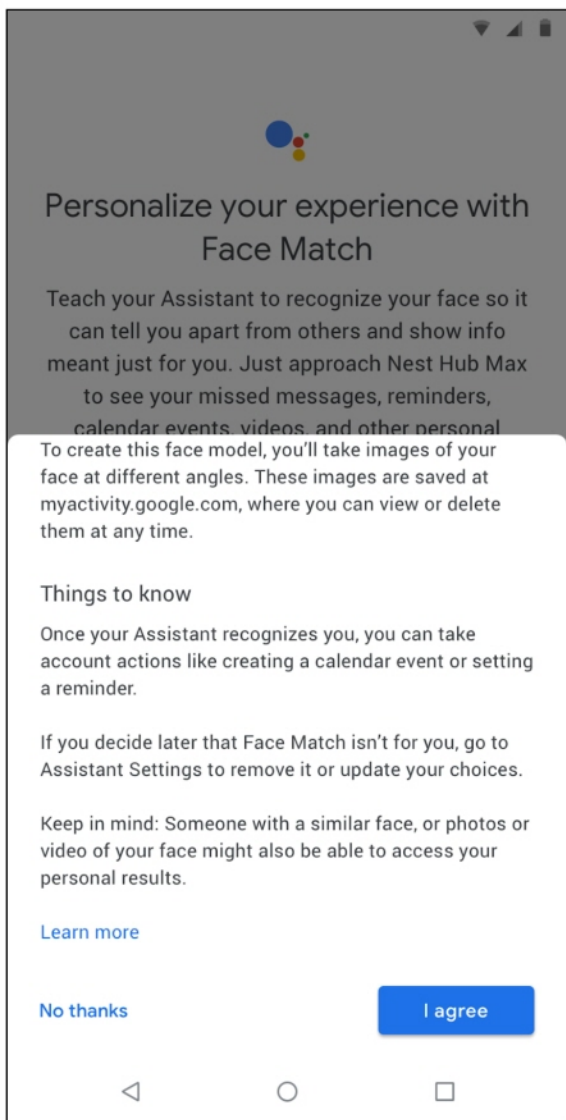 Personalize your experience with
Face Match
Teach your Assistant to recognize your face so it
can tell you apart from others and show info
meant just for you. Just approach Nest Hub Max
to see your missed messages, reminders,
calendar events, videos, and other personal
To create this face model, you’ll take images of your
face at different angles. These images are saved at
myactivity.google.com, where you can view or delete
them at any time.
Things to know
Once your Assistant recognizes you, you can take
account actions like creating a calendar event or setting
a reminder.
If you decide later that Face Match isn’t for you, go to
Assistant Settings to remove it or update your choices.
Keep in mind: Someone with a similar face, or photos or
video of your face might also be able to access your
personal results.
Learn more
No thanks
I agree